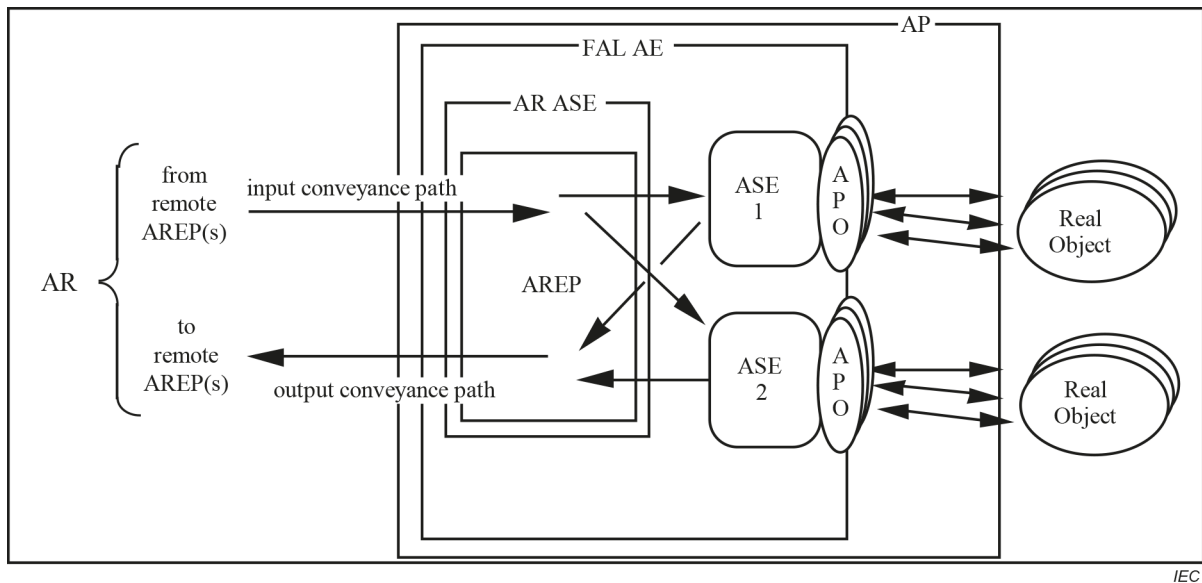 AP
FAL AE
AR ASE
from
remote
AREP(s)
input conveyance path
AR
AREP
to
remote
AREP(s)
output conveyance path
ASE
1
A
P
O
Real
Object
ASE
2
A
P
O
Real
Object
IEC